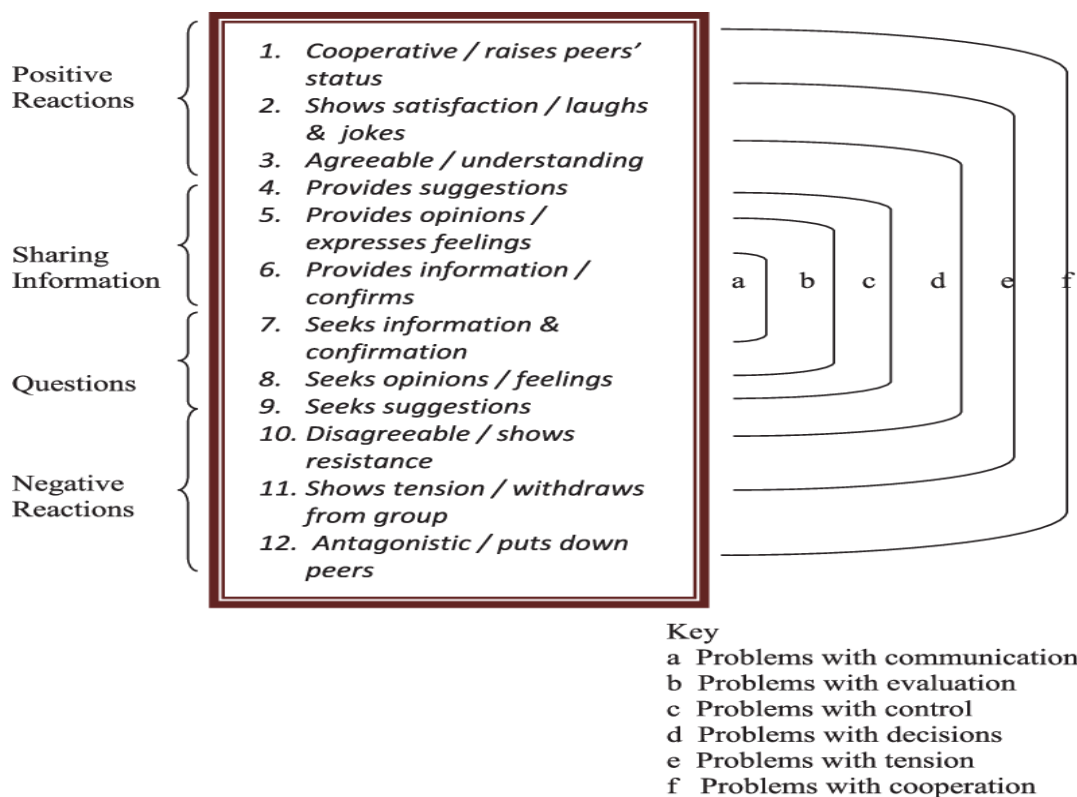 Positive
Reactions
Sharing
Information
Questions
Negative
Reactions
1. Cooperative / raises peers’
status
2. Shows satisfaction / laughs
& jokes
3. Agreeable / understanding
4. Provides suggestions
5. Provides opinions /
expresses feelings
6. Provides information /
confirms
7. Seeks information &
confirmation
8. Seeks opinions / feelings
9. Seeks suggestions
10. Disagreeable / shows
resistance
11. Shows tension / withdraws
from group
12. Antagonistic / puts down
peers
a b c d e f
Key
a Problems with communication
b Problems with evaluation
c Problems with control
d Problems with decisions
e Problems with tension
f Problems with cooperation